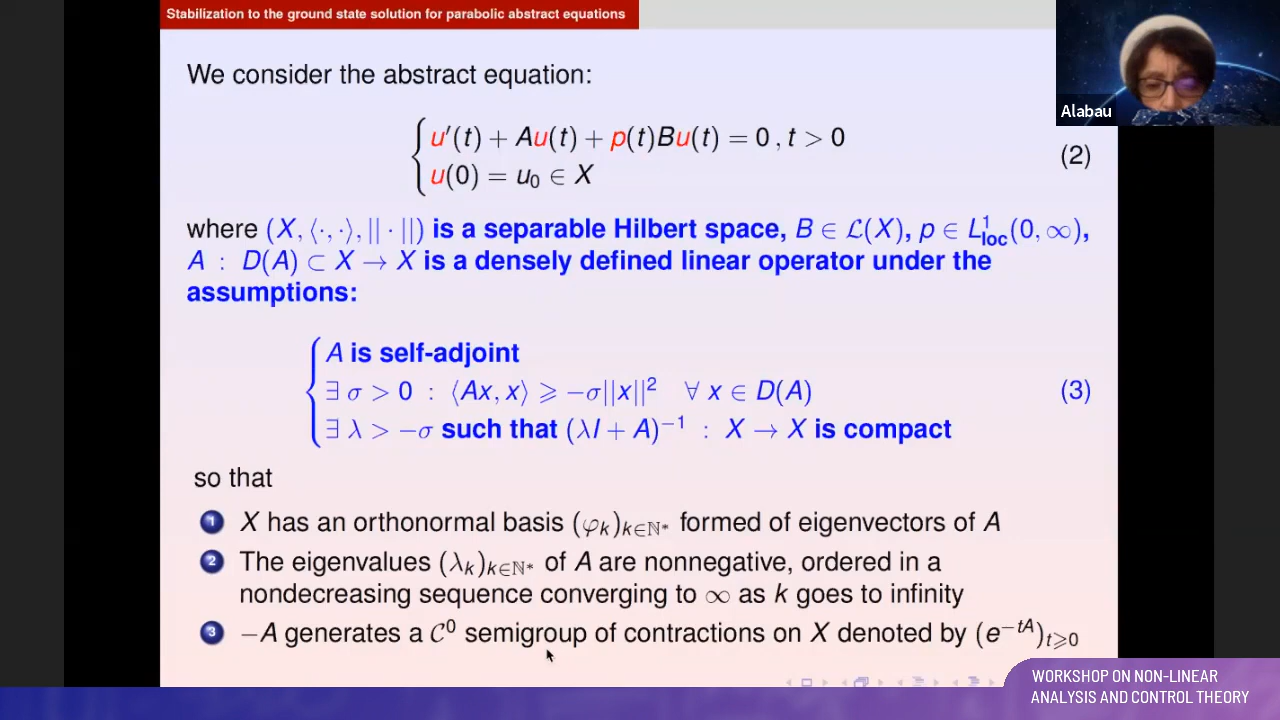 Stabilization to the ground state solution for parabolic abstract equations
Alabau
We consider the abstract equation:
u′(t) + Au(t) + p(t)Bu(t) = 0 , t > 0
u(0) = u₀ ∈ X
(2)
where (X, ⟨·, ·⟩, || · ||) is a separable Hilbert space, B ∈ ℒ(X), p ∈ L¹_loc(0, ∞),
A : D(A) ⊂ X → X is a densely defined linear operator under the
assumptions:
A is self-adjoint
∃ σ > 0 : ⟨Ax, x⟩ ⩾ −σ||x||² ∀ x ∈ D(A)
(3)
∃ λ > −σ such that (λI + A)⁻¹ : X → X is compact
so that
1 X has an orthonormal basis (φₖ)ₖ∈ℕ* formed of eigenvectors of A
2 The eigenvalues (λₖ)ₖ∈ℕ* of A are nonnegative, ordered in a
nondecreasing sequence converging to ∞ as k goes to infinity
3 −A generates a 𝒞⁰ semigroup of contractions on X denoted by (e^{−tA})_{t⩾0}
WORKSHOP ON NON-LINEAR
ANALYSIS AND CONTROL THEORY